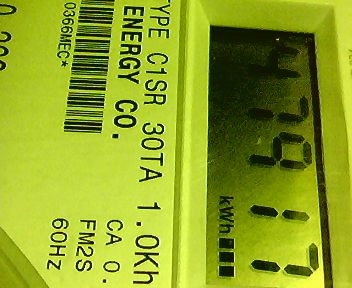 47917
kWh
TYPE C1SR 30TA 1.0Kh
ENERGY CO.
CA 0.
FM2S
60Hz
0366MEC*